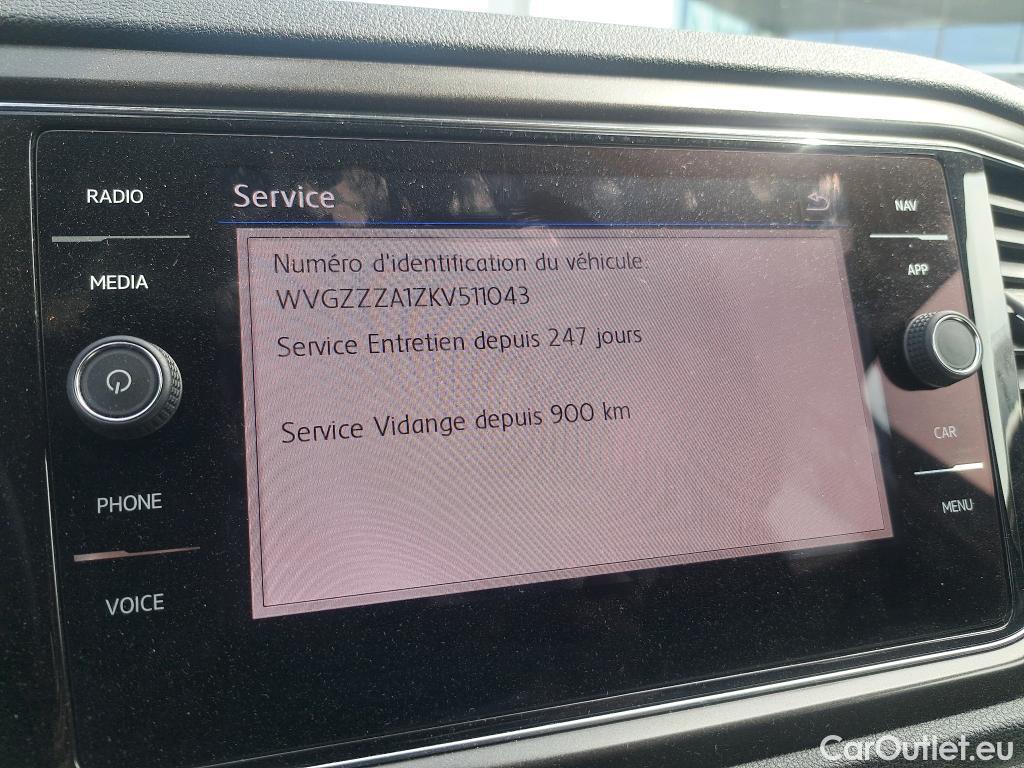 RADIO
MEDIA
PHONE
VOICE
Service
Numéro d'identification du véhicule
WVGZZZA1ZKV511043
Service Entretien depuis 247 jours
Service Vidange depuis 900 km
NAV
APP
CAR
MENU
CarOutlet.eu